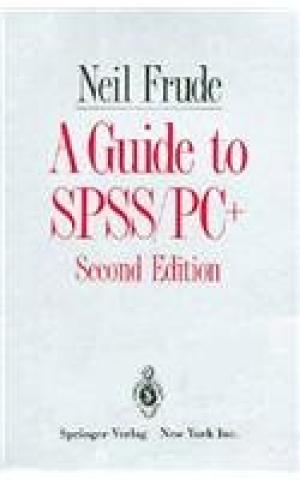 Neil Frude
A Guide to
SPSS/PC+
Second Edition
Springer-Verlag New York Inc.